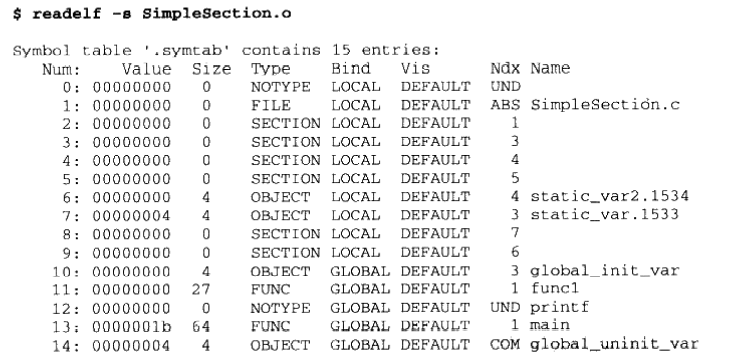 $ readelf -s SimpleSection.o
Symbol table '.symtab' contains 15 entries:
Num: Value Size Type Bind Vis Ndx Name
0: 00000000 0 NOTYPE LOCAL DEFAULT UND
1: 00000000 0 FILE LOCAL DEFAULT ABS SimpleSection.c
2: 00000000 0 SECTION LOCAL DEFAULT 1
3: 00000000 0 SECTION LOCAL DEFAULT 3
4: 00000000 0 SECTION LOCAL DEFAULT 4
5: 00000000 0 SECTION LOCAL DEFAULT 5
6: 00000000 4 OBJECT LOCAL DEFAULT 4 static_var2.1534
7: 00000004 4 OBJECT LOCAL DEFAULT 3 static_var.1533
8: 00000000 0 SECTION LOCAL DEFAULT 7
9: 00000000 0 SECTION LOCAL DEFAULT 6
10: 00000000 4 OBJECT GLOBAL DEFAULT 3 global_init_var
11: 00000000 27 FUNC GLOBAL DEFAULT 1 func1
12: 00000000 0 NOTYPE GLOBAL DEFAULT UND printf
13: 0000001b 64 FUNC GLOBAL DEFAULT 1 main
14: 00000004 4 OBJECT GLOBAL DEFAULT COM global_uninit_var